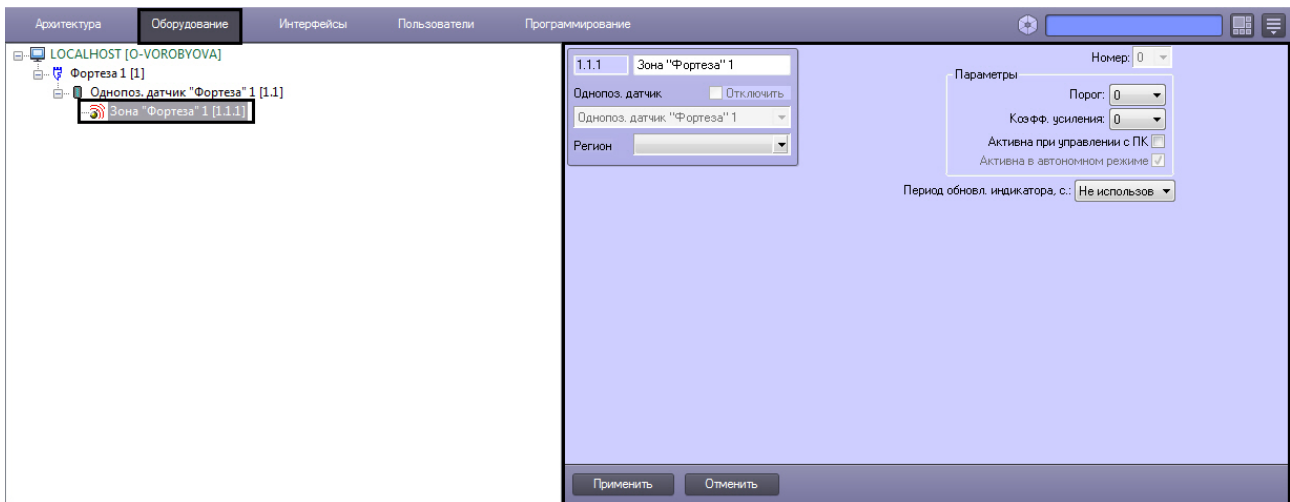 Архитектура Оборудование Интерфейсы Пользователи Программирование
LOCALHOST [O-VOROBYOVA]
Фортеза 1 [1]
Однопоз. датчик "Фортеза" 1 [1.1]
Зона "Фортеза" 1 [1.1.1]
1.1.1 Зона "Фортеза" 1
Однопоз. датчик Отключить
Однопоз. датчик "Фортеза" 1
Регион
Номер: 0
Параметры
Порог: 0
Коэфф. усиления: 0
Активна при управлении с ПК
Активна в автономном режиме
Период обновл. индикатора, с.: Не использов
Применить Отменить